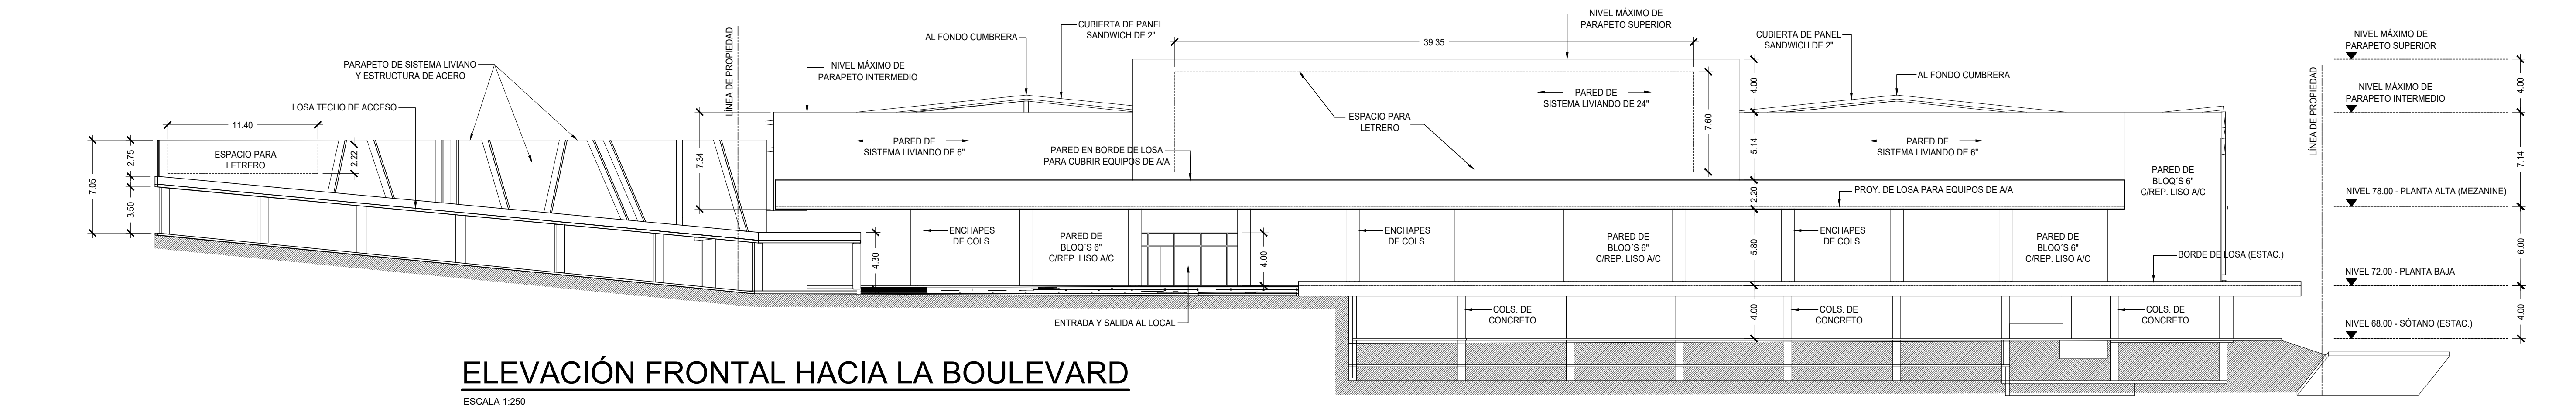 PARAPETO DE SISTEMA LIVIANO
Y ESTRUCTURA DE ACERO
LOSA TECHO DE ACCESO
11.40
ESPACIO PARA
LETRERO
2.22
7.05
2.75
3.50
LÍNEA DE PROPIEDAD
7.34
NIVEL MÁXIMO DE
PARAPETO INTERMEDIO
AL FONDO CUMBRERA
CUBIERTA DE PANEL
SANDWICH DE 2"
PARED DE
SISTEMA LIVIANDO DE 6"
PARED EN BORDE DE LOSA
PARA CUBRIR EQUIPOS DE A/A
39.35
NIVEL MÁXIMO DE
PARAPETO SUPERIOR
ESPACIO PARA
LETRERO
PARED DE
SISTEMA LIVIANDO DE 24"
7.60
4.00
5.14
2.20
5.80
4.00
CUBIERTA DE PANEL
SANDWICH DE 2"
AL FONDO CUMBRERA
PARED DE
SISTEMA LIVIANDO DE 6"
PROY. DE LOSA PARA EQUIPOS DE A/A
PARED DE
BLOQ´S 6"
C/REP. LISO A/C
4.30
ENCHAPES
DE COLS.
PARED DE
BLOQ´S 6"
C/REP. LISO A/C
4.00
ENTRADA Y SALIDA AL LOCAL
ENCHAPES
DE COLS.
PARED DE
BLOQ´S 6"
C/REP. LISO A/C
ENCHAPES
DE COLS.
PARED DE
BLOQ´S 6"
C/REP. LISO A/C
BORDE DE LOSA (ESTAC.)
COLS. DE
CONCRETO
COLS. DE
CONCRETO
COLS. DE
CONCRETO
LÍNEA DE PROPIEDAD
NIVEL MÁXIMO DE
PARAPETO SUPERIOR
4.00
NIVEL MÁXIMO DE
PARAPETO INTERMEDIO
7.14
NIVEL 78.00 - PLANTA ALTA (MEZANINE)
6.00
NIVEL 72.00 - PLANTA BAJA
4.00
NIVEL 68.00 - SÓTANO (ESTAC.)
ELEVACIÓN FRONTAL HACIA LA BOULEVARD
ESCALA 1:250